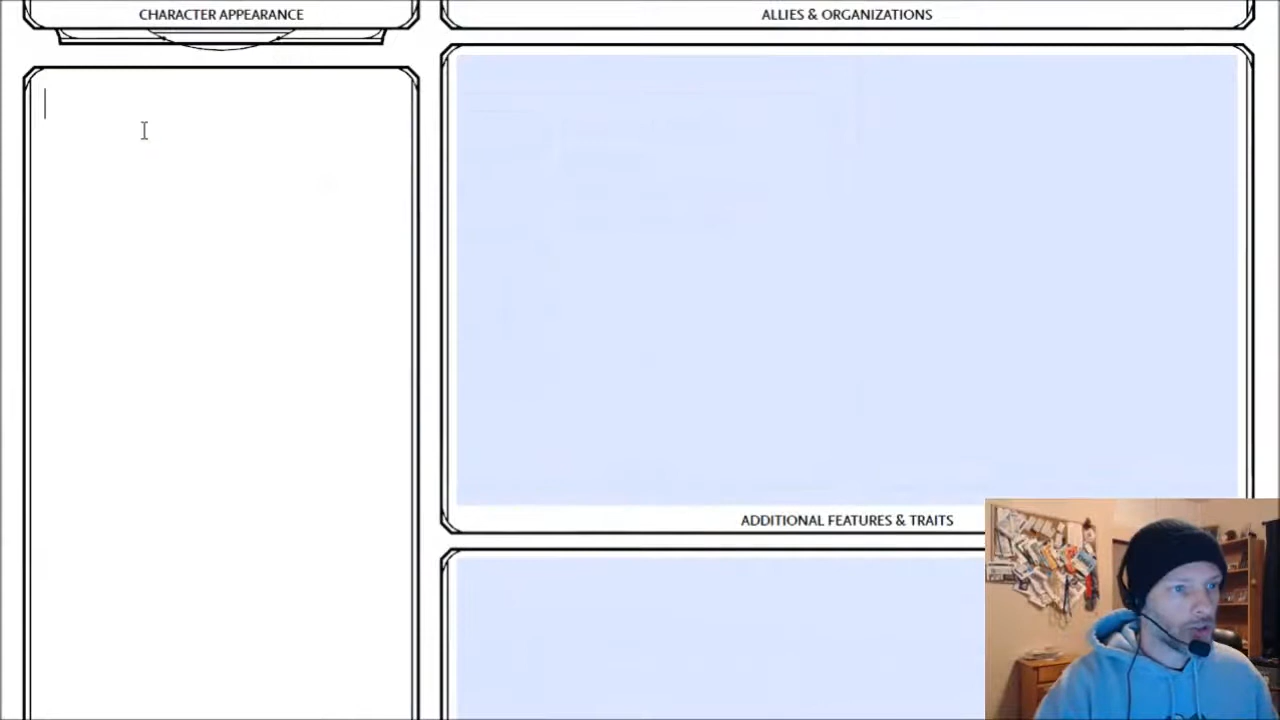 CHARACTER APPEARANCE
ALLIES & ORGANIZATIONS
ADDITIONAL FEATURES & TRAITS